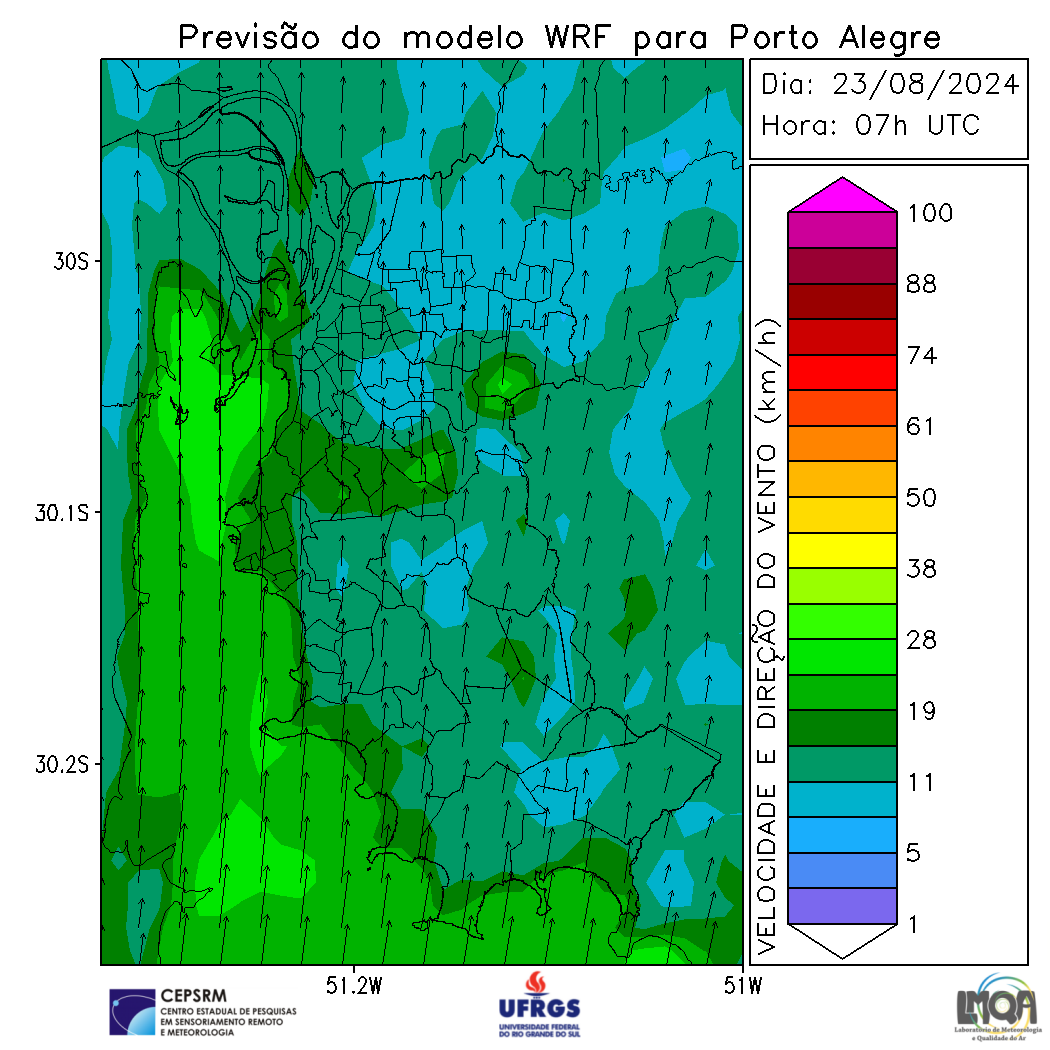 Previsão do modelo WRF para Porto Alegre
Dia: 23/08/2024
Hora: 07h UTC
30S
30.1S
30.2S
51.2W
51W
VELOCIDADE E DIREÇÃO DO VENTO (km/h)
100
88
74
61
50
38
28
19
11
5
1
CEPSRM
CENTRO ESTADUAL DE PESQUISAS
EM SENSORIAMENTO REMOTO
E METEOROLOGIA
UFRGS
UNIVERSIDADE FEDERAL
DO RIO GRANDE DO SUL
LMQA
Laboratório de Meteorologia
e Qualidade do Ar